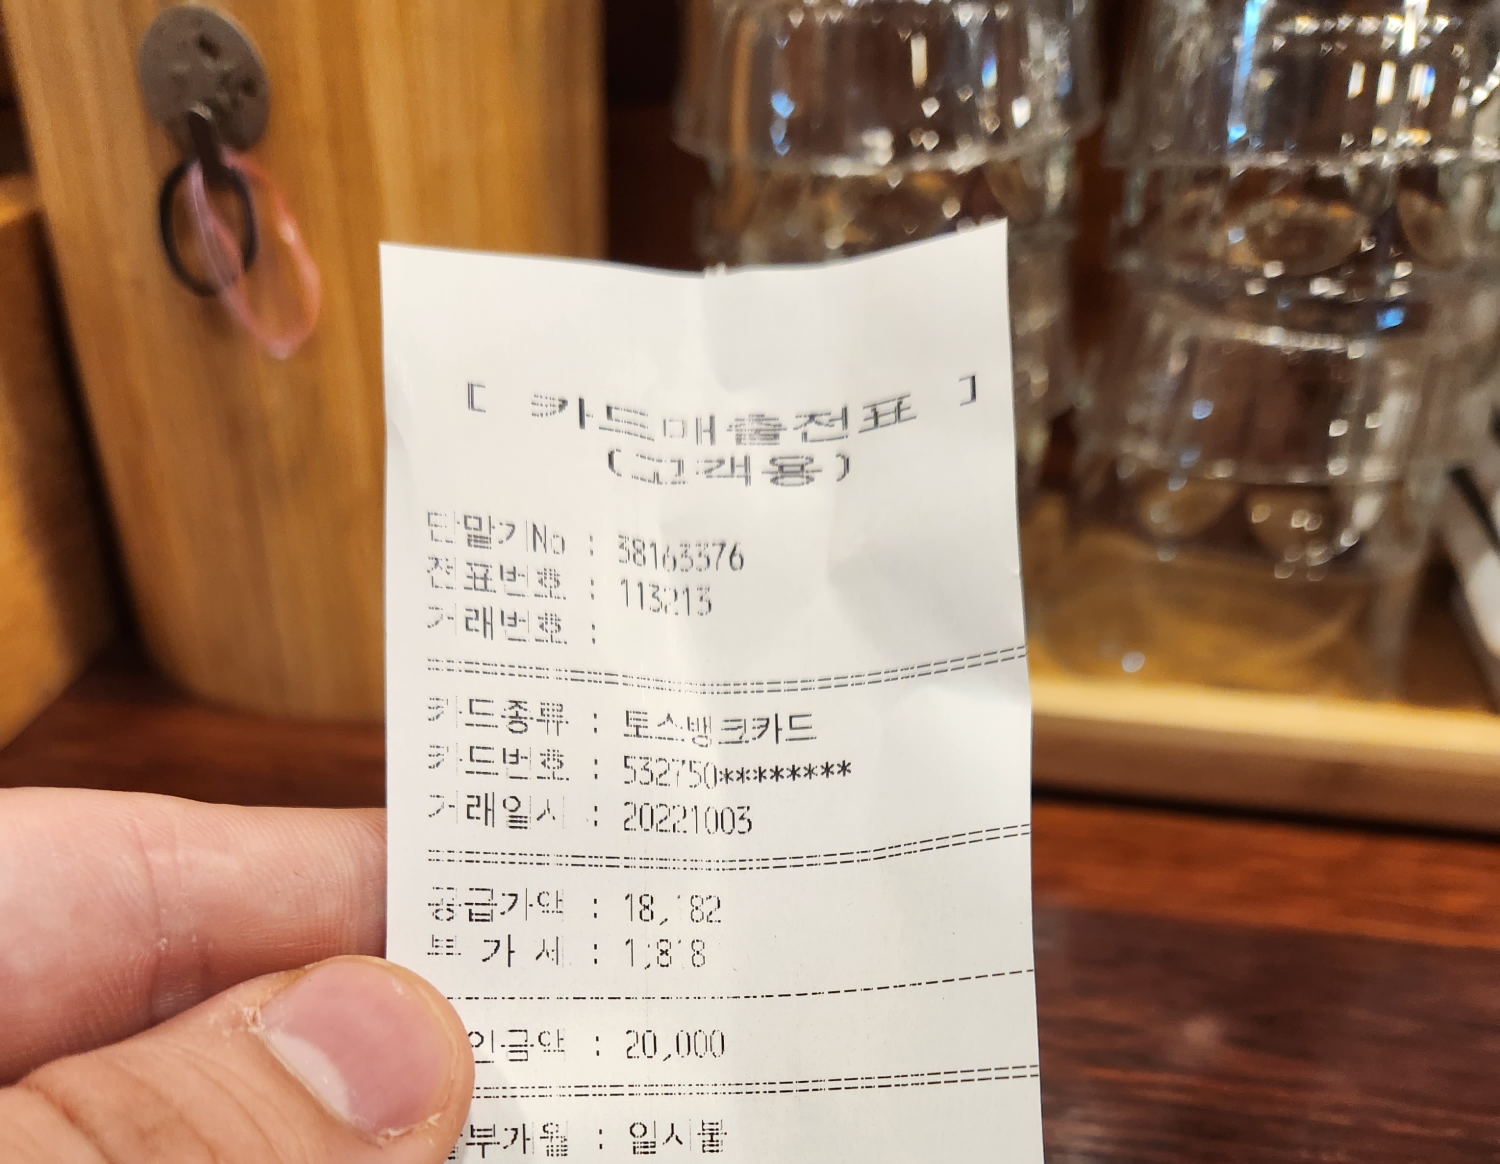 [ 카드매출전표 ]
(고객용)
단말기No : 38163376
전표번호 : 113213
거래번호 :
카드종류 : 토스뱅크카드
카드번호 : 532750********
거래일시 : 20221003
공급가액 : 18,182
부 가 세 : 1,818
인금액 : 20,000
부개월 : 일시불